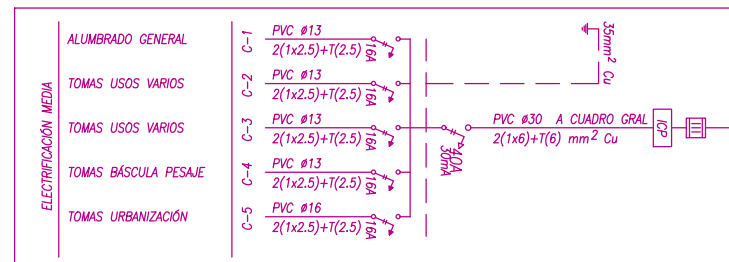 ELECTRIFICACIÓN MEDIA
ALUMBRADO GENERAL
C-1
PVC ø13
2(1x2.5)+T(2.5)
16A
TOMAS USOS VARIOS
C-2
PVC ø13
2(1x2.5)+T(2.5)
16A
TOMAS USOS VARIOS
C-3
PVC ø13
2(1x2.5)+T(2.5)
16A
TOMAS BÁSCULA PESAJE
C-4
PVC ø13
2(1x2.5)+T(2.5)
16A
TOMAS URBANIZACIÓN
C-5
PVC ø16
2(1x2.5)+T(2.5)
16A
40A
30mA
PVC ø30 A CUADRO GRAL
2(1x6)+T(6) mm² Cu
ICP
35mm² Cu